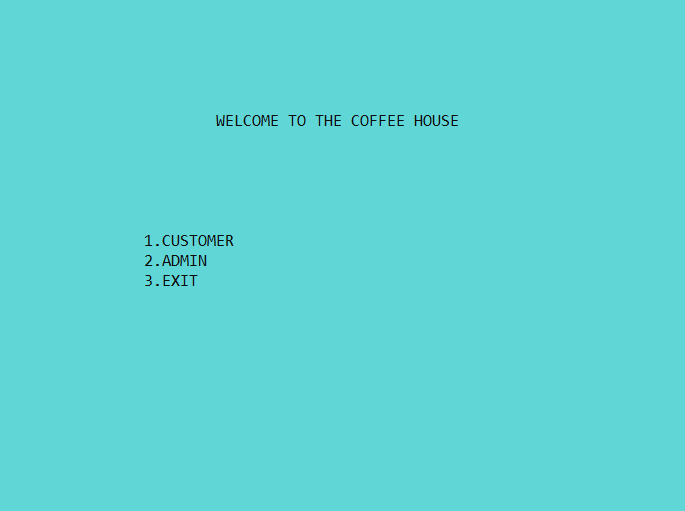 WELCOME TO THE COFFEE HOUSE
1.CUSTOMER
2.ADMIN
3.EXIT